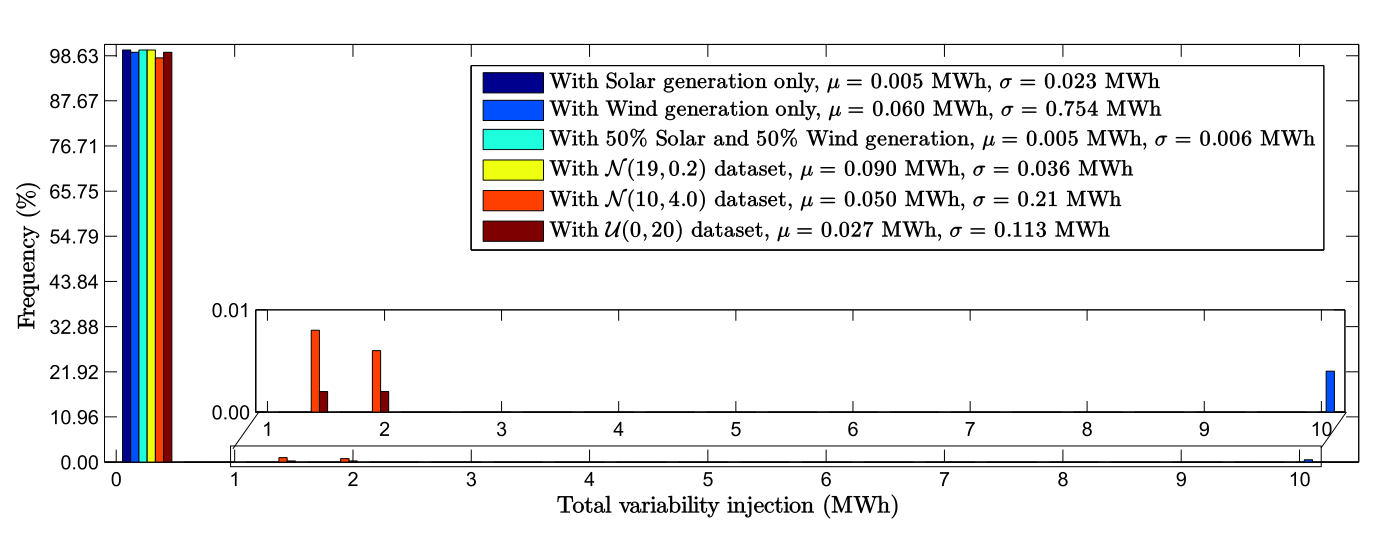 98.63
87.67
76.71
65.75
54.79
43.84
32.88
21.92
10.96
0.00
Frequency (%)
With Solar generation only, μ = 0.005 MWh, σ = 0.023 MWh
With Wind generation only, μ = 0.060 MWh, σ = 0.754 MWh
With 50% Solar and 50% Wind generation, μ = 0.005 MWh, σ = 0.006 MWh
With 𝒩(19, 0.2) dataset, μ = 0.090 MWh, σ = 0.036 MWh
With 𝒩(10, 4.0) dataset, μ = 0.050 MWh, σ = 0.21 MWh
With 𝒰(0, 20) dataset, μ = 0.027 MWh, σ = 0.113 MWh
0.01
0.00
1 2 3 4 5 6 7 8 9 10
0 1 2 3 4 5 6 7 8 9 10
Total variability injection (MWh)